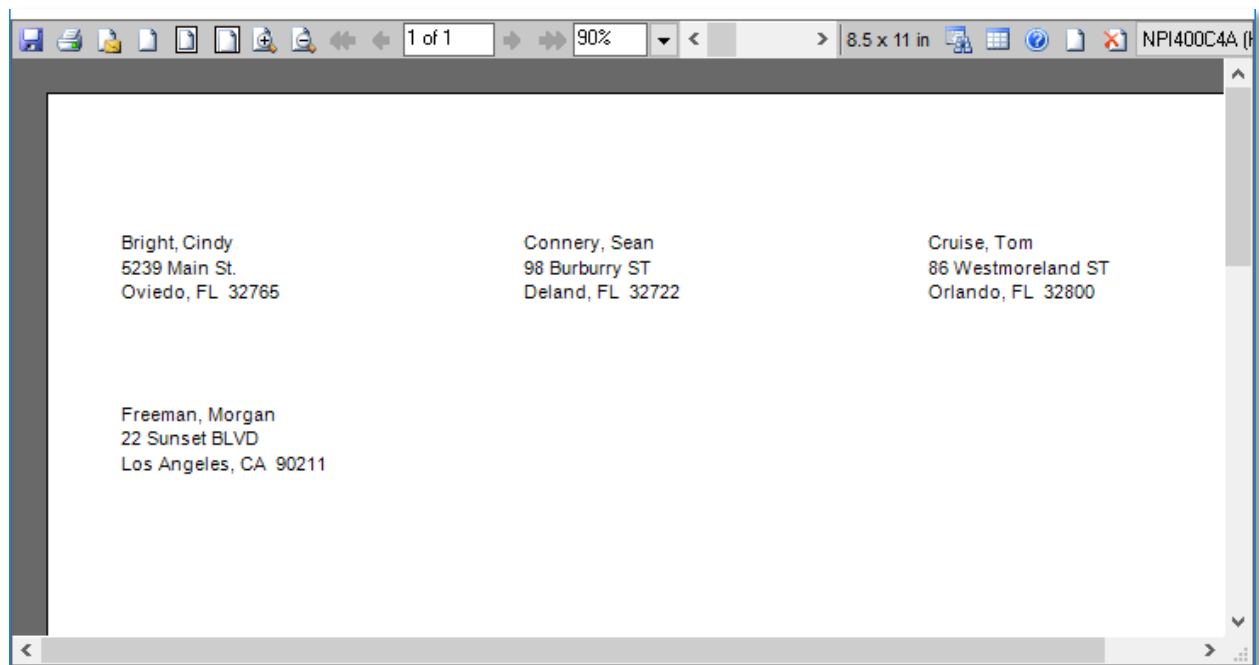 1 of 1 90% 8.5 x 11 in NPI400C4A (H
Bright, Cindy
5239 Main St.
Oviedo, FL 32765
Connery, Sean
98 Burburry ST
Deland, FL 32722
Cruise, Tom
86 Westmoreland ST
Orlando, FL 32800
Freeman, Morgan
22 Sunset BLVD
Los Angeles, CA 90211